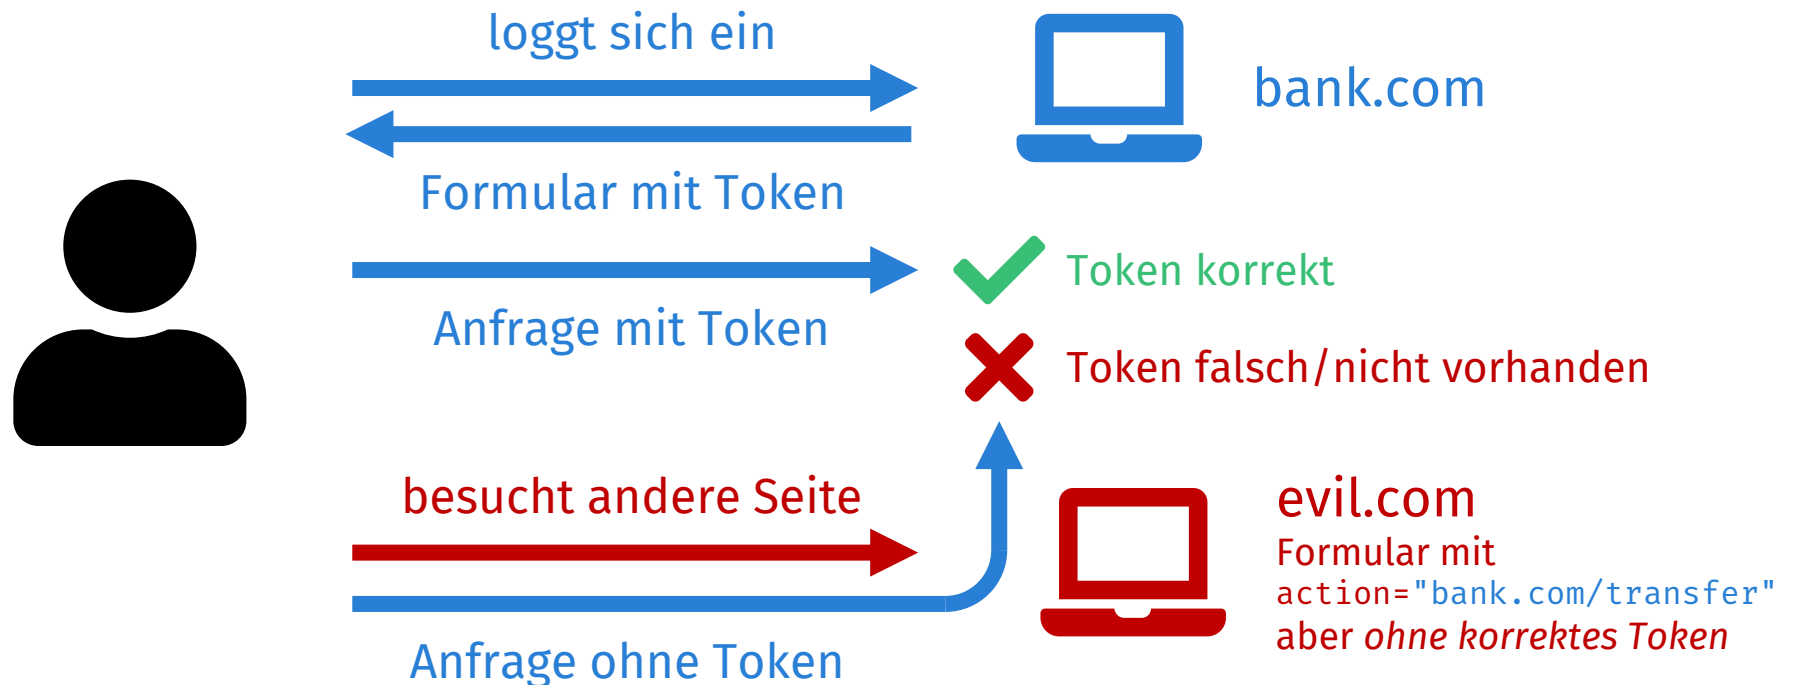 loggt sich ein
bank.com
Formular mit Token
Token korrekt
Anfrage mit Token
Token falsch/nicht vorhanden
besucht andere Seite
evil.com
Formular mit
action="bank.com/transfer"
aber ohne korrektes Token
Anfrage ohne Token